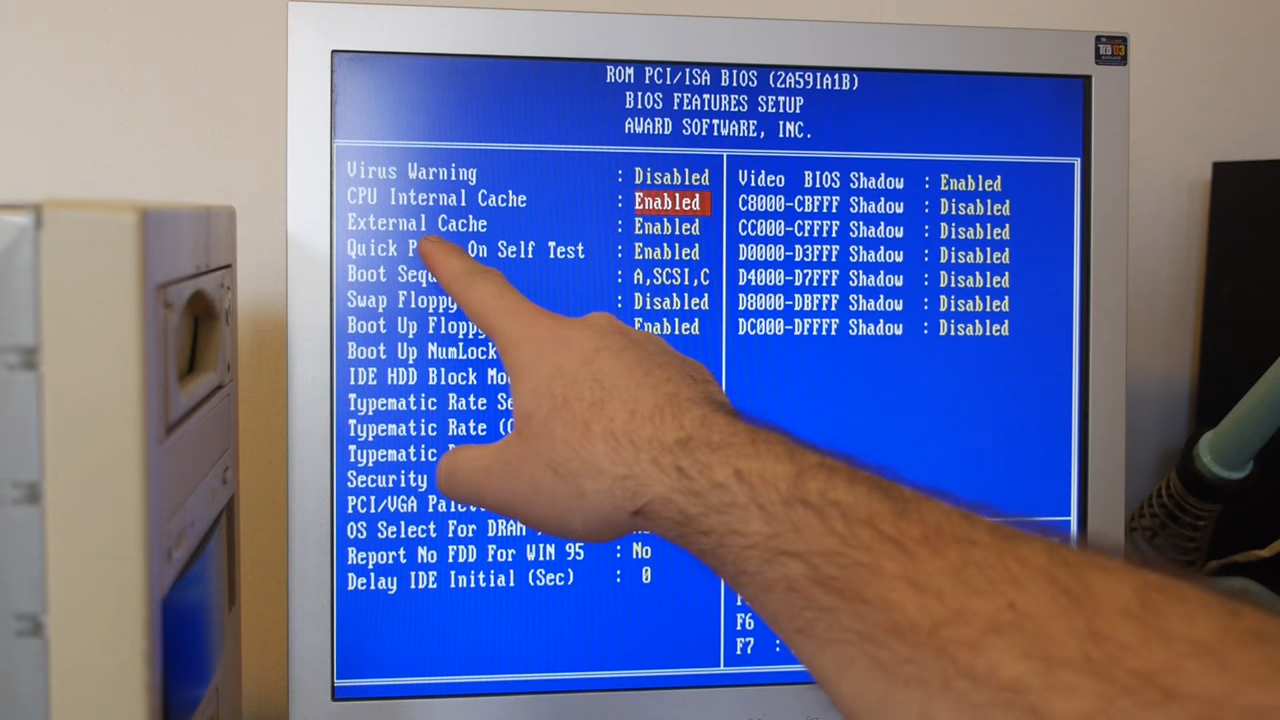 ROM PCI/ISA BIOS (2A59IA1B)
BIOS FEATURES SETUP
AWARD SOFTWARE, INC.
Virus Warning : Disabled
CPU Internal Cache : Enabled
External Cache : Enabled
Quick On Self Test : Enabled
Boot : A,SCSI,C
Swap Floppy : Disabled
Boot Up Enabled
Boot Up NumLock
IDE HDD Block
Typematic Rate
Typematic Rate
Typematic
Security
PCI/VGA
OS Select For DRAM
Report No FDD For WIN 95 : No
Delay IDE Initial (Sec) : 0
Video BIOS Shadow : Enabled
C8000-CBFFF Shadow : Disabled
CC000-CFFFF Shadow : Disabled
D0000-D3FFF Shadow : Disabled
D4000-D7FFF Shadow : Disabled
D8000-DBFFF Shadow : Disabled
DC000-DFFFF Shadow : Disabled
F6
F7 :
TCO 03